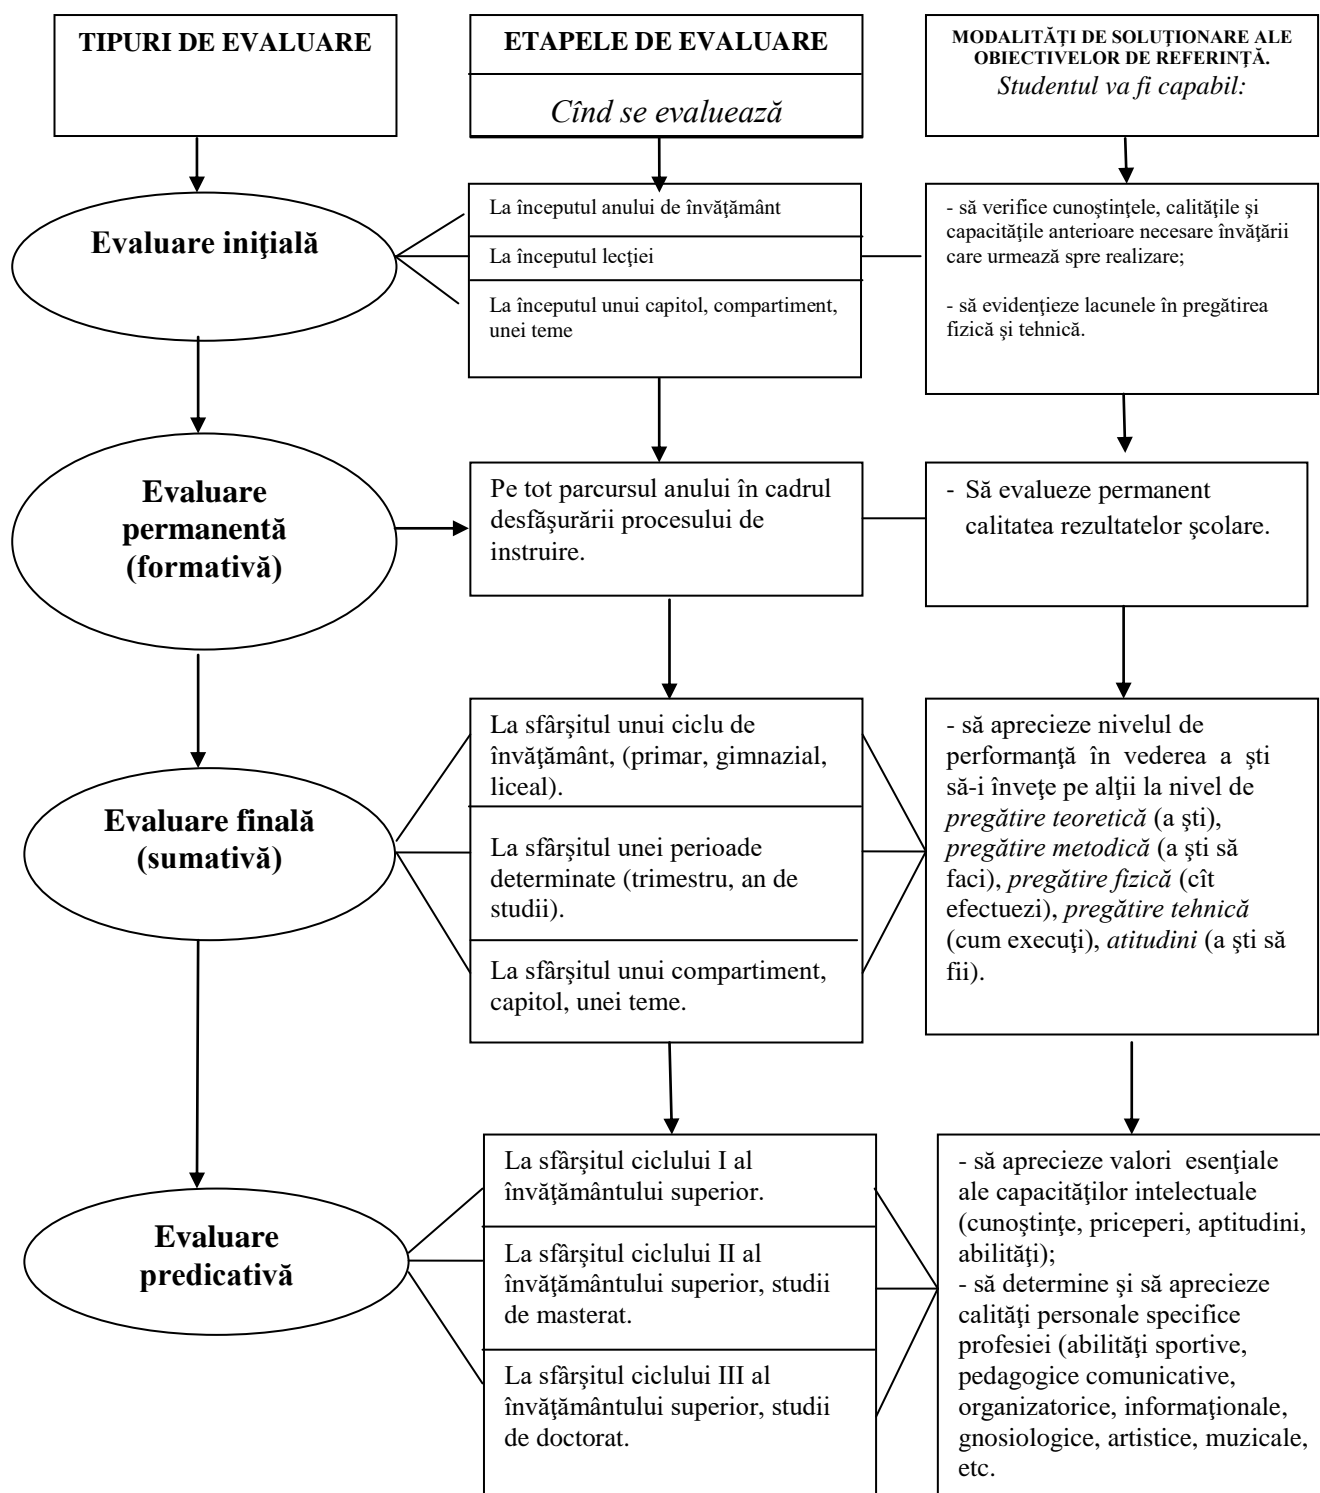 TIPURI DE EVALUARE
ETAPELE DE EVALUARE
Cînd se evaluează
MODALITĂŢI DE SOLUŢIONARE ALE
OBIECTIVELOR DE REFERINŢĂ.
Studentul va fi capabil:
Evaluare iniţială
La începutul anului de învăţământ
La începutul lecţiei
La începutul unui capitol, compartiment,
unei teme
- să verifice cunoştinţele, calităţile şi
capacităţile anterioare necesare învăţării
care urmează spre realizare;
- să evidenţieze lacunele în pregătirea
fizică şi tehnică.
Evaluare
permanentă
(formativă)
Pe tot parcursul anului în cadrul
desfăşurării procesului de
instruire.
- Să evalueze permanent
calitatea rezultatelor şcolare.
Evaluare finală
(sumativă)
La sfârşitul unui ciclu de
învăţământ, (primar, gimnazial,
liceal).
La sfârşitul unei perioade
determinate (trimestru, an de
studii).
La sfârşitul unui compartiment,
capitol, unei teme.
- să aprecieze nivelul de
performanţă în vederea a şti
să-i înveţe pe alţii la nivel de
pregătire teoretică (a şti),
pregătire metodică (a şti să
faci), pregătire fizică (cît
efectuezi), pregătire tehnică
(cum execuţi), atitudini (a şti să
fii).
Evaluare
predicativă
La sfârşitul ciclului I al
învăţământului superior.
La sfârşitul ciclului II al
învăţământului superior, studii
de masterat.
La sfârşitul ciclului III al
învăţământului superior, studii
de doctorat.
- să aprecieze valori esenţiale
ale capacităţilor intelectuale
(cunoştinţe, priceperi, aptitudini,
abilităţi);
- să determine şi să aprecieze
calităţi personale specifice
profesiei (abilităţi sportive,
pedagogice comunicative,
organizatorice, informaţionale,
gnosiologice, artistice, muzicale,
etc.